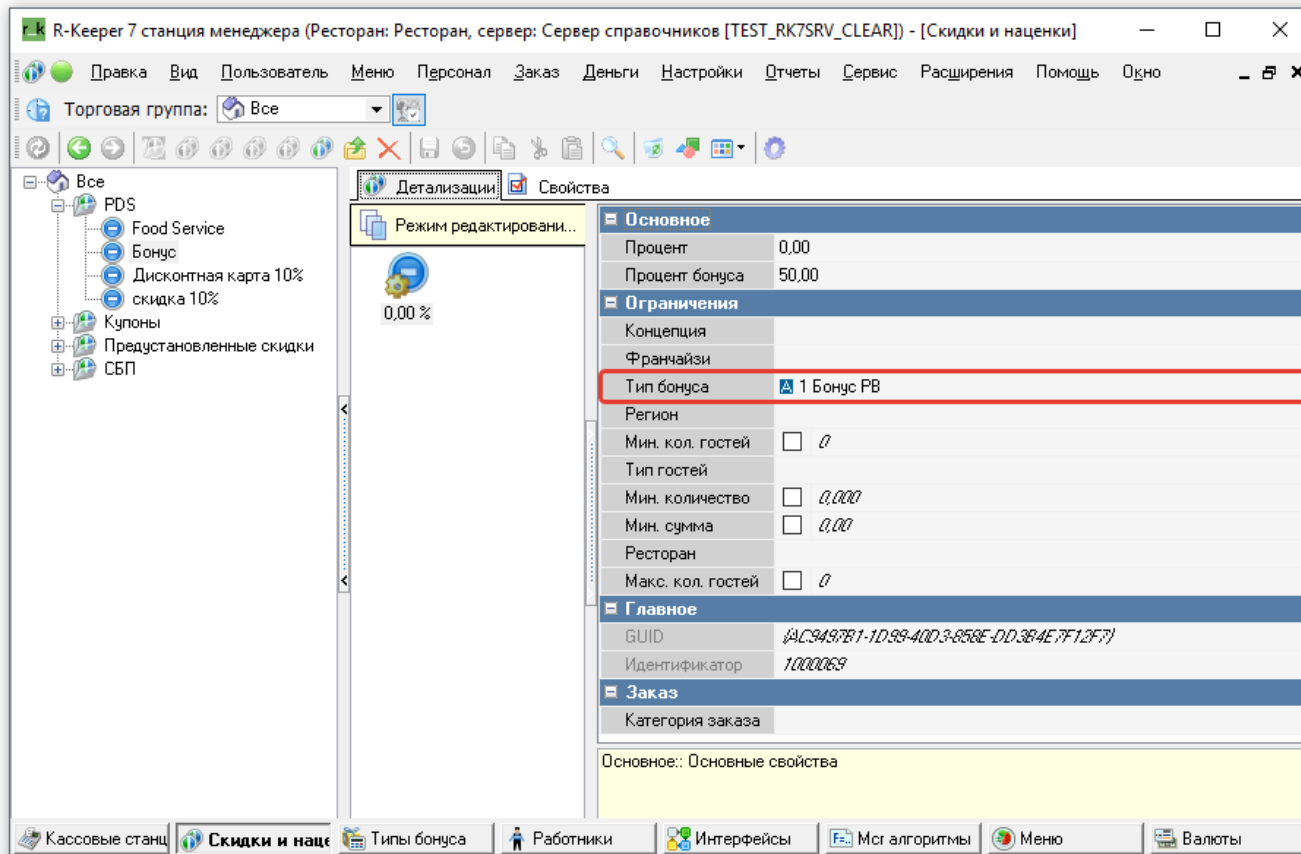 r_k R-Keeper 7 станция менеджера (Ресторан: Ресторан, сервер: Сервер справочников [TEST_RK7SRV_CLEAR]) - [Скидки и наценки]
Правка Вид Пользователь Меню Персонал Заказ Деньги Настройки Отчеты Сервис Расширения Помощь Окно
Торговая группа: Все
Все
PDS
Food Service
Бонус
Дисконтная карта 10%
скидка 10%
Купоны
Предустановленные скидки
СБП
Детализации Свойства
Режим редактировани...
0,00 %
Основное
Процент 0,00
Процент бонуса 50,00
Ограничения
Концепция
Франчайзи
Тип бонуса A 1 Бонус РВ
Регион
Мин. кол. гостей 0
Тип гостей
Мин. количество 0,000
Мин. сумма 0,00
Ресторан
Макс. кол. гостей 0
Главное
GUID {AC9497B1-1D99-40D3-858E-DD3B4E7F12F7}
Идентификатор 1000069
Заказ
Категория заказа
Основное:: Основные свойства
Кассовые станц Скидки и наце Типы бонуса Работники Интерфейсы F=.. Мсг алгоритмы Меню Валюты